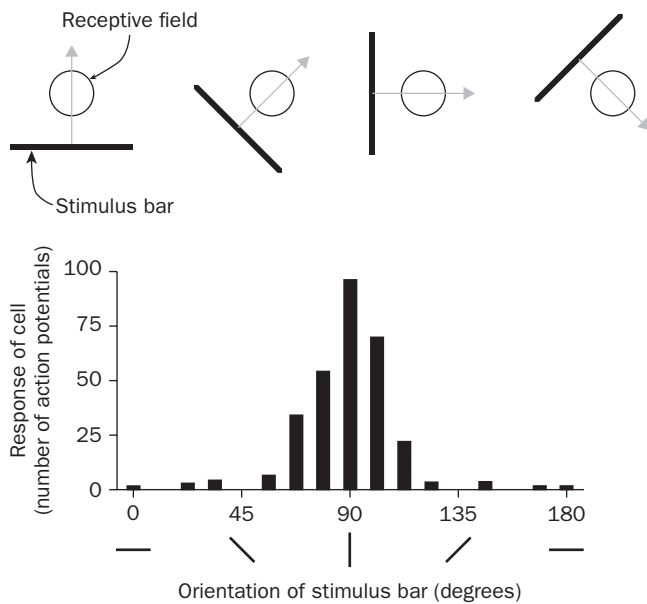 Receptive field
Stimulus bar
Response of cell
(number of action potentials)
100
75
50
25
0
0 45 90 135 180
Orientation of stimulus bar (degrees)